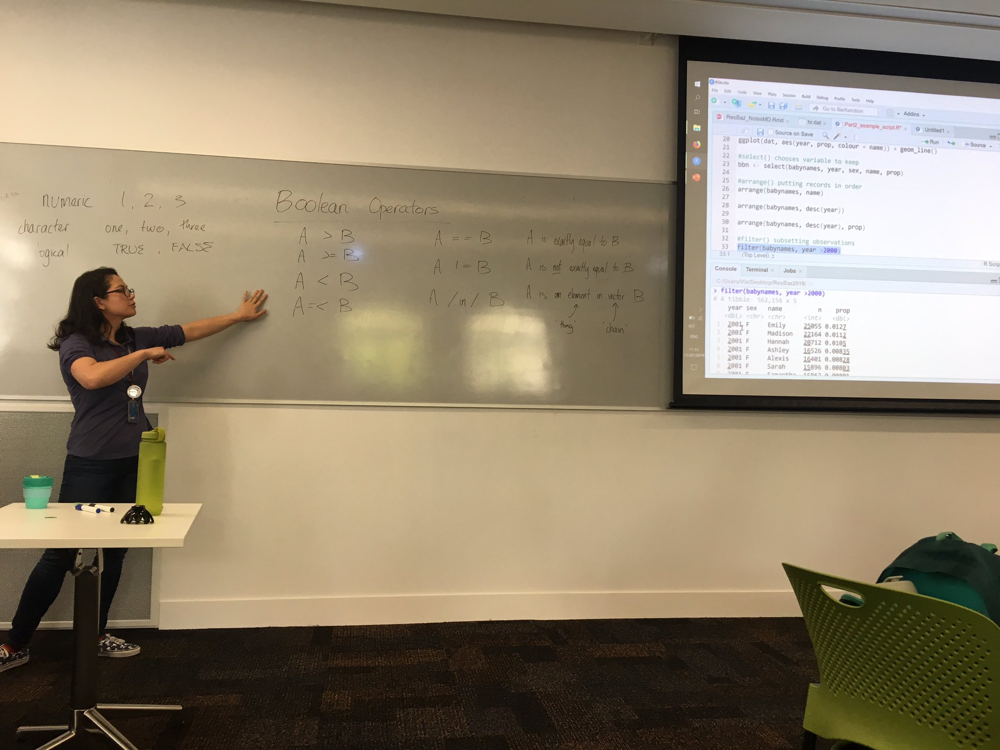 numeric 1, 2, 3
character one, two, three
logical TRUE, FALSE
Boolean Operators
A > B
A >= B
A < B
A =< B
A == B A is exactly equal to B
A != B A is not exactly equal to B
A %in% B A is an element in vector B
'thing' 'chain'
RStudio
File Edit Code View Plots Session Build Debug Profile Tools Help
Go to file/function Addins
ResBaz_NotesMD.Rmd hr.dat Part2_example_script.R* Untitled1
Source on Save Run Source
20 ggplot(dat, aes(year, prop, colour = name)) + geom_line()
21
22 #select() chooses variable to keep
23 bbn <- select(babynames, year, sex, name, prop)
24
25 #arrange() putting records in order
26 arrange(babynames, name)
27
28 arrange(babynames, desc(year))
29
30 arrange(babynames, desc(year), prop)
31
32 #filter() subsetting observations
33 filter(babynames, year >2000)
33:1 (Top Level) R Scrip
Console Terminal Jobs
C:/Users/Vix/Desktop/ResBaz2019/
> filter(babynames, year >2000)
# A tibble: 562,156 x 5
year sex name n prop
<dbl> <chr> <chr> <int> <dbl>
1 2001 F Emily 25055 0.0127
2 2001 F Madison 22164 0.0112
3 2001 F Hannah 20712 0.0105
4 2001 F Ashley 16526 0.00835
5 2001 F Alexis 16401 0.00828
6 2001 F Sarah 15896 0.00803
7 2001 F Samantha 15862 0.00801
ENG
11:33
11/07/2019